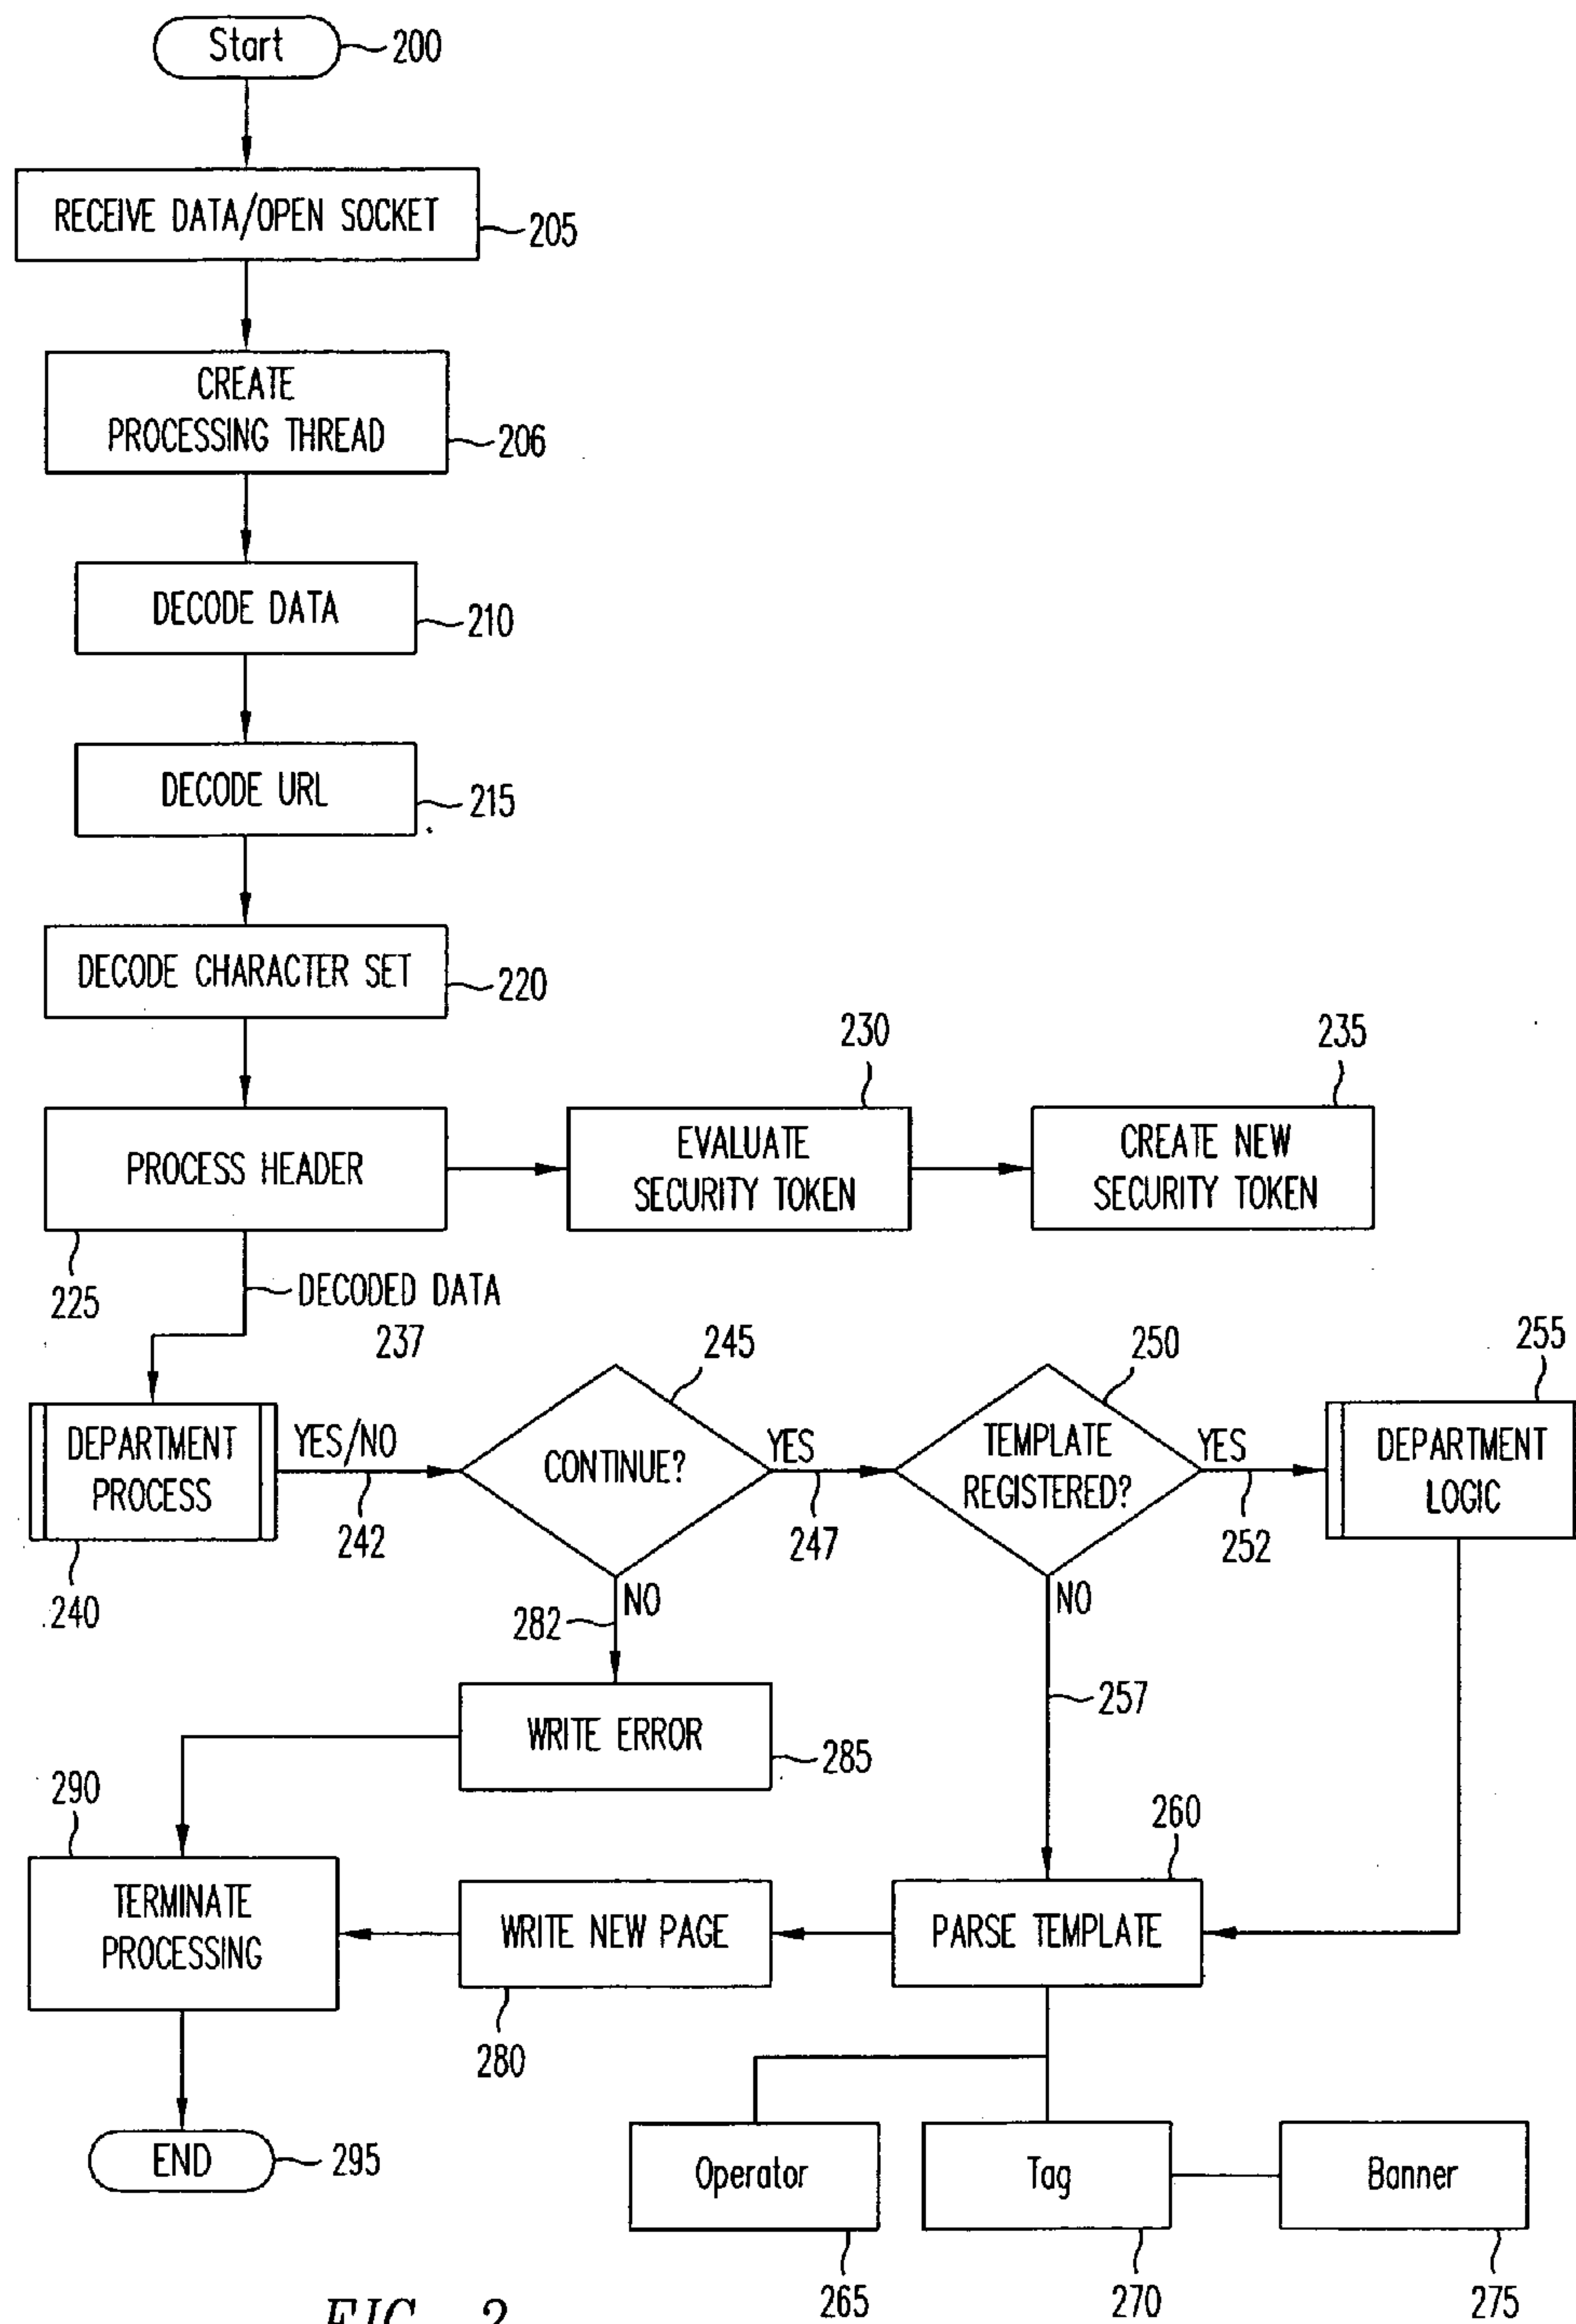 Start
200
RECEIVE DATA/OPEN SOCKET
205
CREATE
PROCESSING THREAD
206
DECODE DATA
210
DECODE URL
215
DECODE CHARACTER SET
220
230
235
PROCESS HEADER
EVALUATE
SECURITY TOKEN
CREATE NEW
SECURITY TOKEN
225
DECODED DATA
237
245
250
255
DEPARTMENT
PROCESS
YES/NO
CONTINUE?
YES
TEMPLATE
REGISTERED?
YES
DEPARTMENT
LOGIC
242
247
252
240
NO
282
NO
257
WRITE ERROR
285
290
260
TERMINATE
PROCESSING
WRITE NEW PAGE
PARSE TEMPLATE
280
END
295
Operator
Tag
Banner
265
270
275
FIG. 2